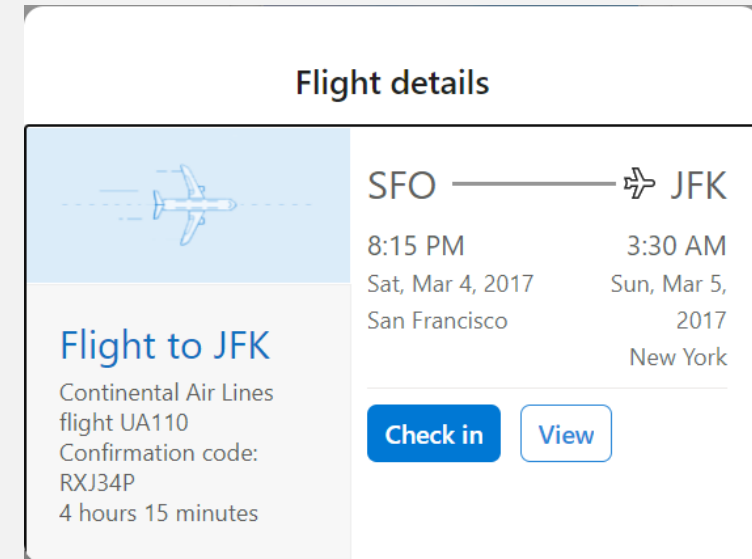 Flight details
Flight to JFK
Continental Air Lines
flight UA110
Confirmation code:
RXJ34P
4 hours 15 minutes
SFO JFK
8:15 PM 3:30 AM
Sat, Mar 4, 2017 Sun, Mar 5,
San Francisco 2017
New York
Check in View